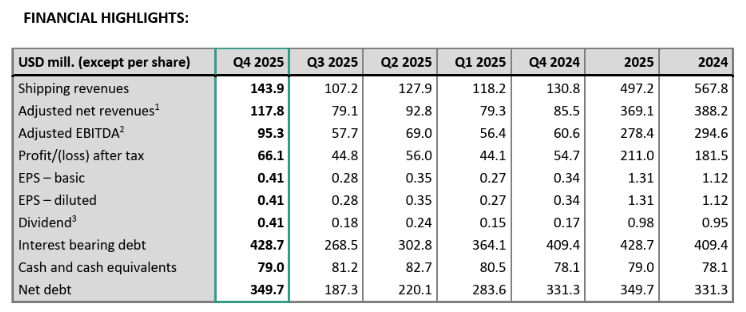 FINANCIAL HIGHLIGHTS:
USD mill. (except per share) Q4 2025 Q3 2025 Q2 2025 Q1 2025 Q4 2024 2025 2024
Shipping revenues 143.9 107.2 127.9 118.2 130.8 497.2 567.8
Adjusted net revenues¹ 117.8 79.1 92.8 79.3 85.5 369.1 388.2
Adjusted EBITDA² 95.3 57.7 69.0 56.4 60.6 278.4 294.6
Profit/(loss) after tax 66.1 44.8 56.0 44.1 54.7 211.0 181.5
EPS – basic 0.41 0.28 0.35 0.27 0.34 1.31 1.12
EPS – diluted 0.41 0.28 0.35 0.27 0.34 1.31 1.12
Dividend³ 0.41 0.18 0.24 0.15 0.17 0.98 0.95
Interest bearing debt 428.7 268.5 302.8 364.1 409.4 428.7 409.4
Cash and cash equivalents 79.0 81.2 82.7 80.5 78.1 79.0 78.1
Net debt 349.7 187.3 220.1 283.6 331.3 349.7 331.3